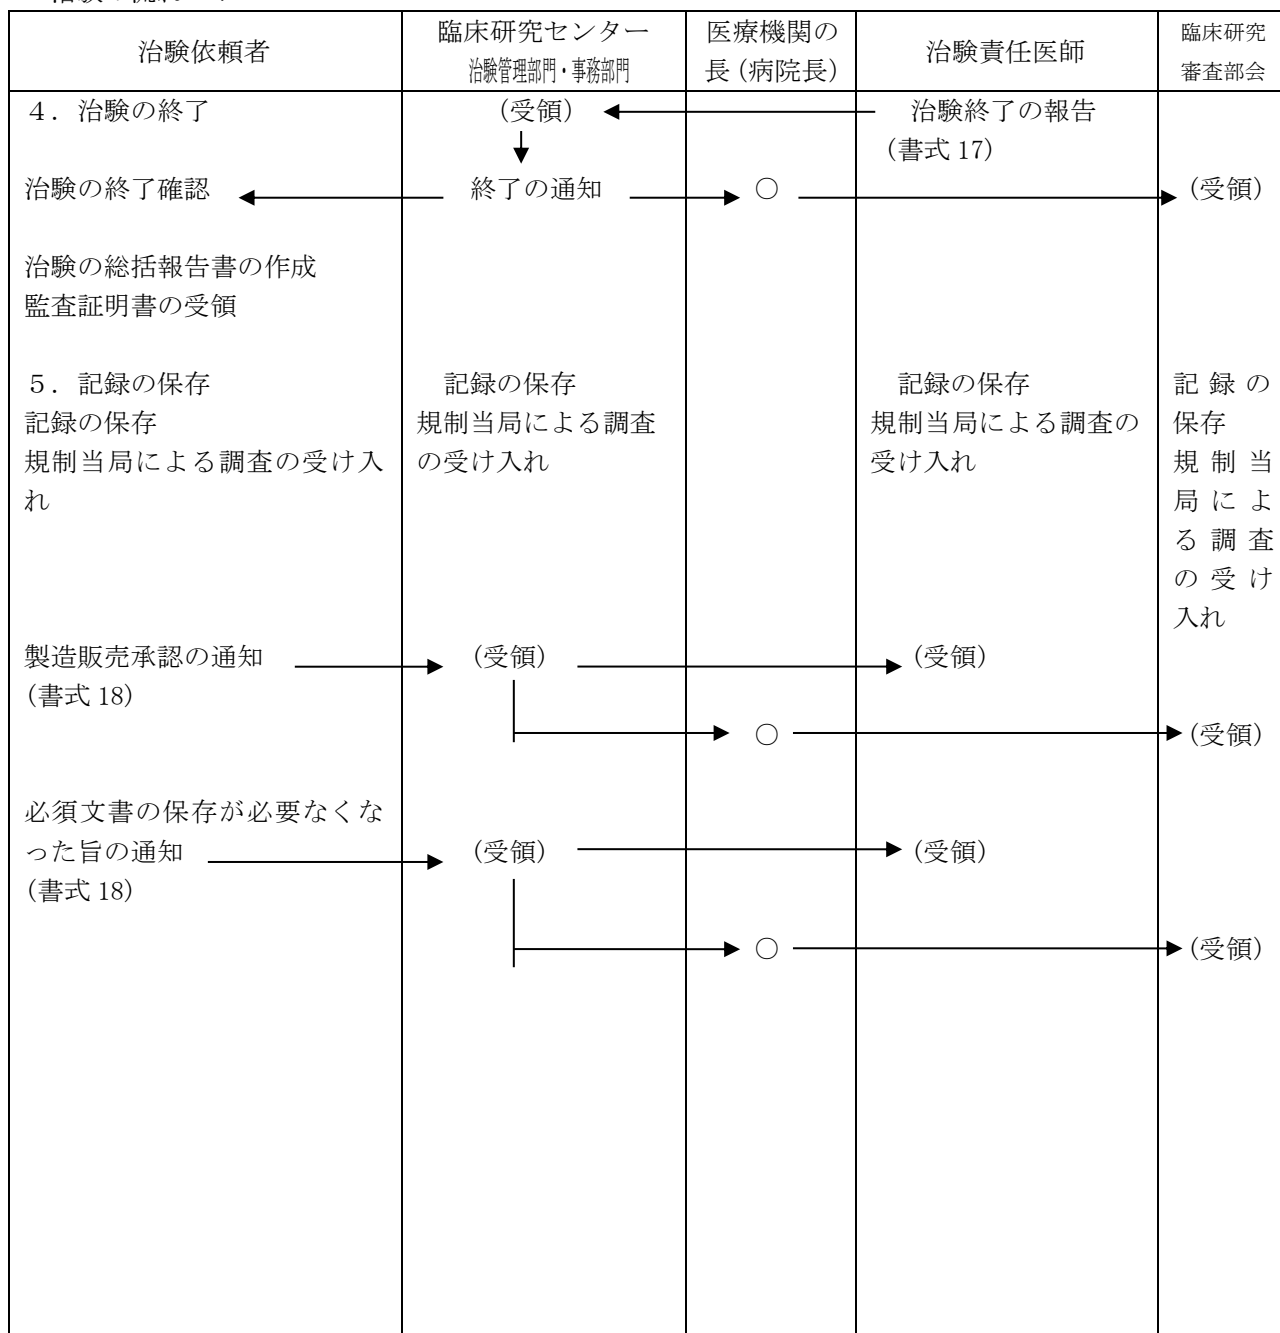 治験依頼者
臨床研究センター
治験管理部門・事務部門
医療機関の
長(病院長)
治験責任医師
臨床研究
審査部会
4．治験の終了
(受領)
治験終了の報告
(書式 17)
治験の終了確認
終了の通知
○
(受領)
治験の総括報告書の作成
監査証明書の受領
5．記録の保存
記録の保存
規制当局による調査の受け入
れ
記録の保存
規制当局による調査
の受け入れ
記録の保存
規制当局による調査の
受け入れ
記録の
保存
規制当
局によ
る調査
の受け
入れ
製造販売承認の通知
(書式 18)
(受領)
(受領)
○
(受領)
必須文書の保存が必要なくな
った旨の通知
(書式 18)
(受領)
(受領)
○
(受領)